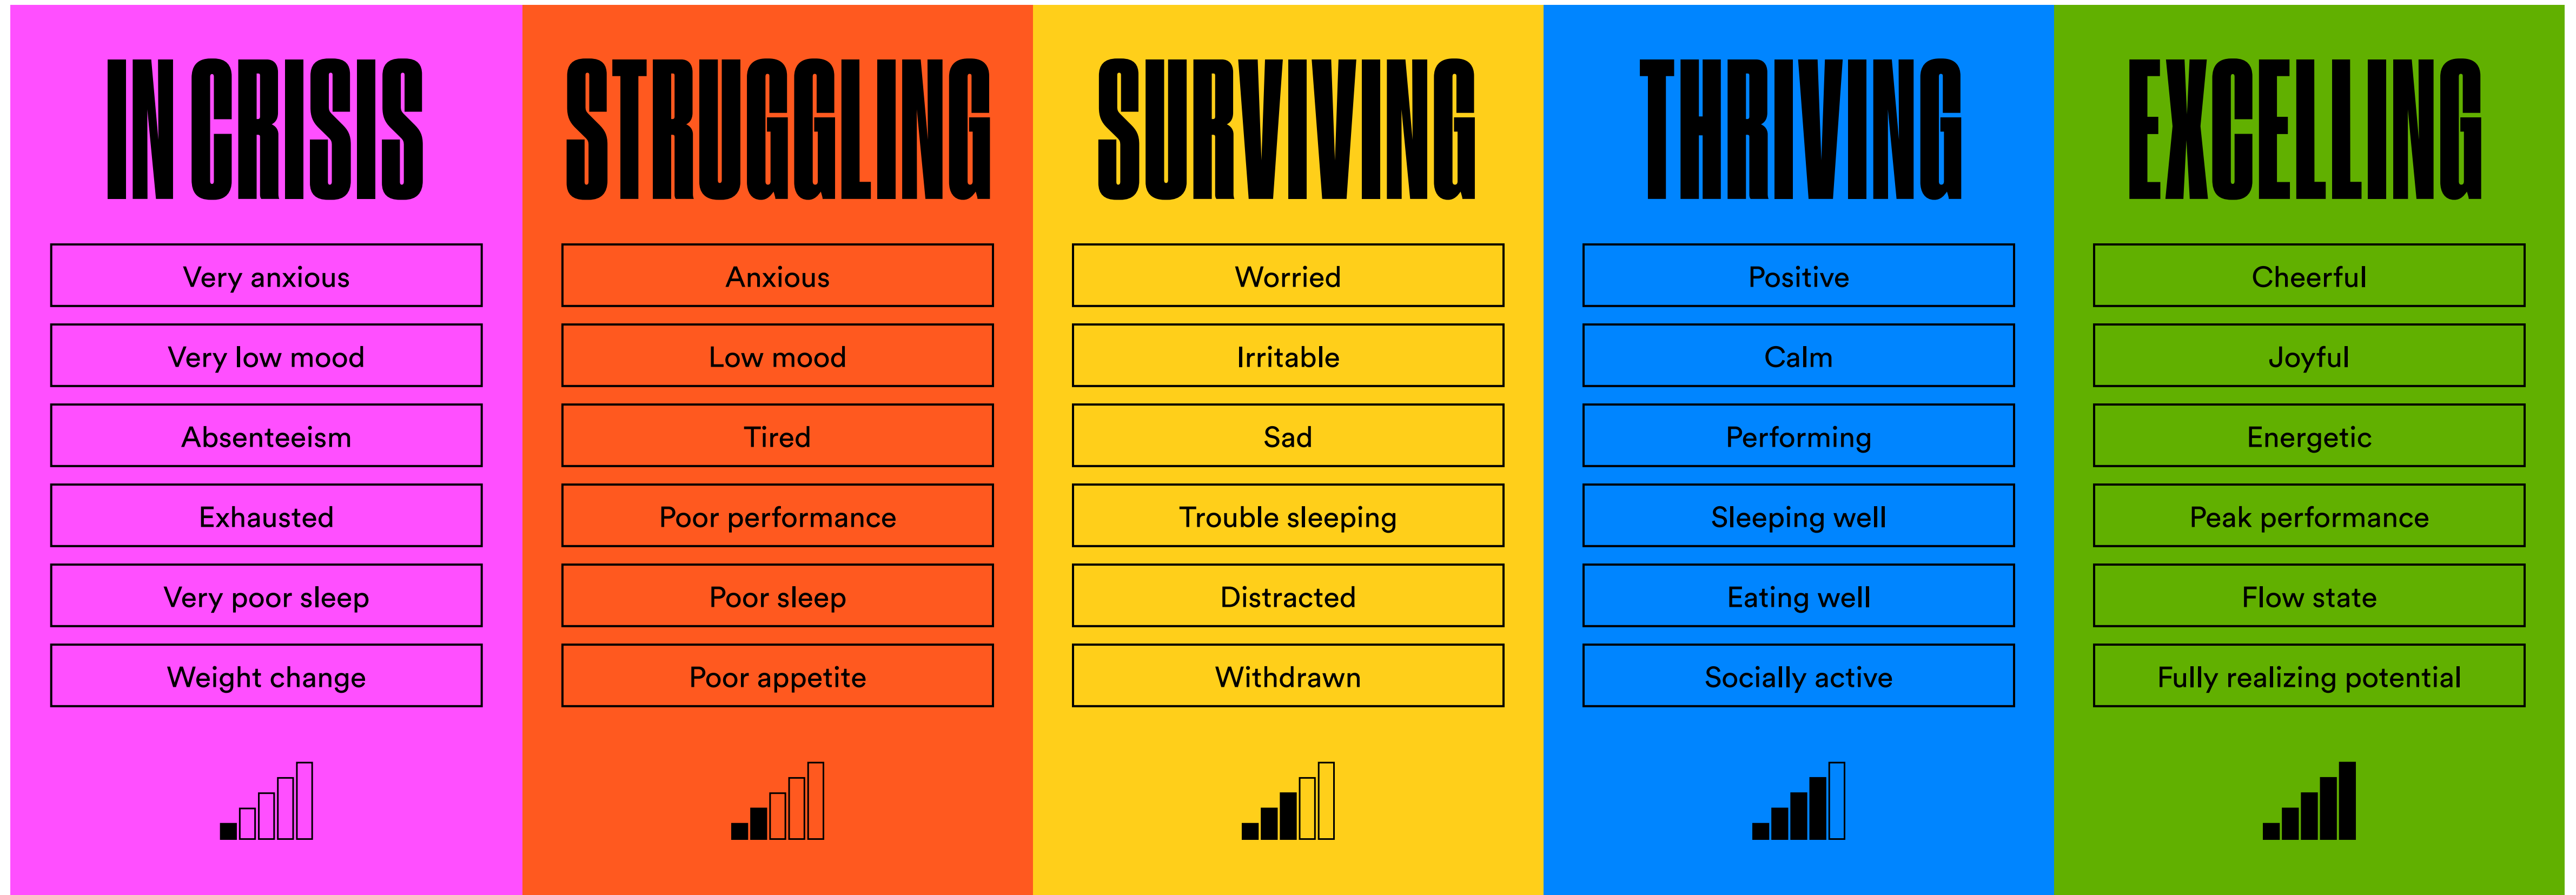 IN CRISIS
Very anxious
Very low mood
Absenteeism
Exhausted
Very poor sleep
Weight change
STRUGGLING
Anxious
Low mood
Tired
Poor performance
Poor sleep
Poor appetite
SURVIVING
Worried
Irritable
Sad
Trouble sleeping
Distracted
Withdrawn
THRIVING
Positive
Calm
Performing
Sleeping well
Eating well
Socially active
EXCELLING
Cheerful
Joyful
Energetic
Peak performance
Flow state
Fully realizing potential